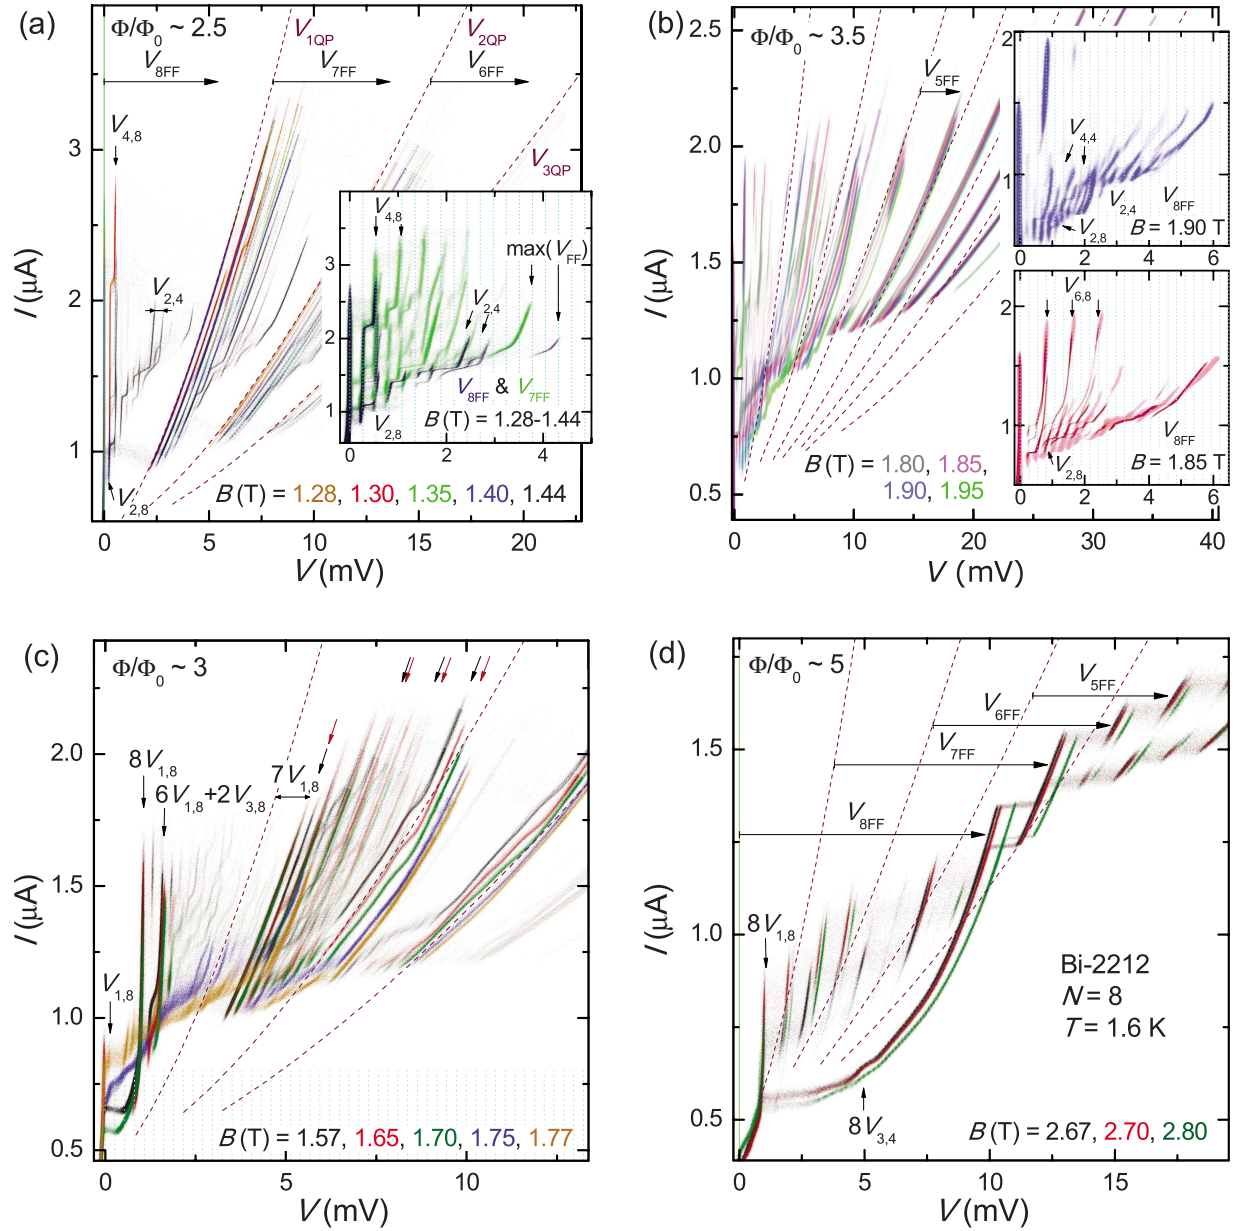 (a)
Φ/Φ0 ~ 2.5
V1QP
V2QP
V8FF
V7FF
V6FF
V4,8
V3QP
V2,4
V2,8
I (μA)
3
2
1
0
5
10
15
20
V (mV)
B (T) = 1.28, 1.30, 1.35, 1.40, 1.44
V4,8
max(VFF)
V2,4
V8FF & V7FF
B (T) = 1.28-1.44
V2,8
3
2
1
0
2
4
(b)
Φ/Φ0 ~ 3.5
V5FF
I (μA)
2.5
2.0
1.5
1.0
0.5
0
10
20
30
40
V (mV)
B (T) = 1.80, 1.85,
1.90, 1.95
2
1
V4,4
V2,4
V8FF
V2,8
B = 1.90 T
0
1
2
3
4
5
6
2
1
V6,8
V8FF
V2,8
B = 1.85 T
0
2
4
6
(c)
Φ/Φ0 ~ 3
8V1,8
6V1,8+2V3,8
7V1,8
V1,8
I (μA)
2.0
1.5
1.0
0.5
0
5
10
V (mV)
B (T) = 1.57, 1.65, 1.70, 1.75, 1.77
(d)
Φ/Φ0 ~ 5
V5FF
V6FF
V7FF
V8FF
8V1,8
8V3,4
Bi-2212
N = 8
T = 1.6 K
I (μA)
1.5
1.0
0.5
0
5
10
15
V (mV)
B (T) = 2.67, 2.70, 2.80